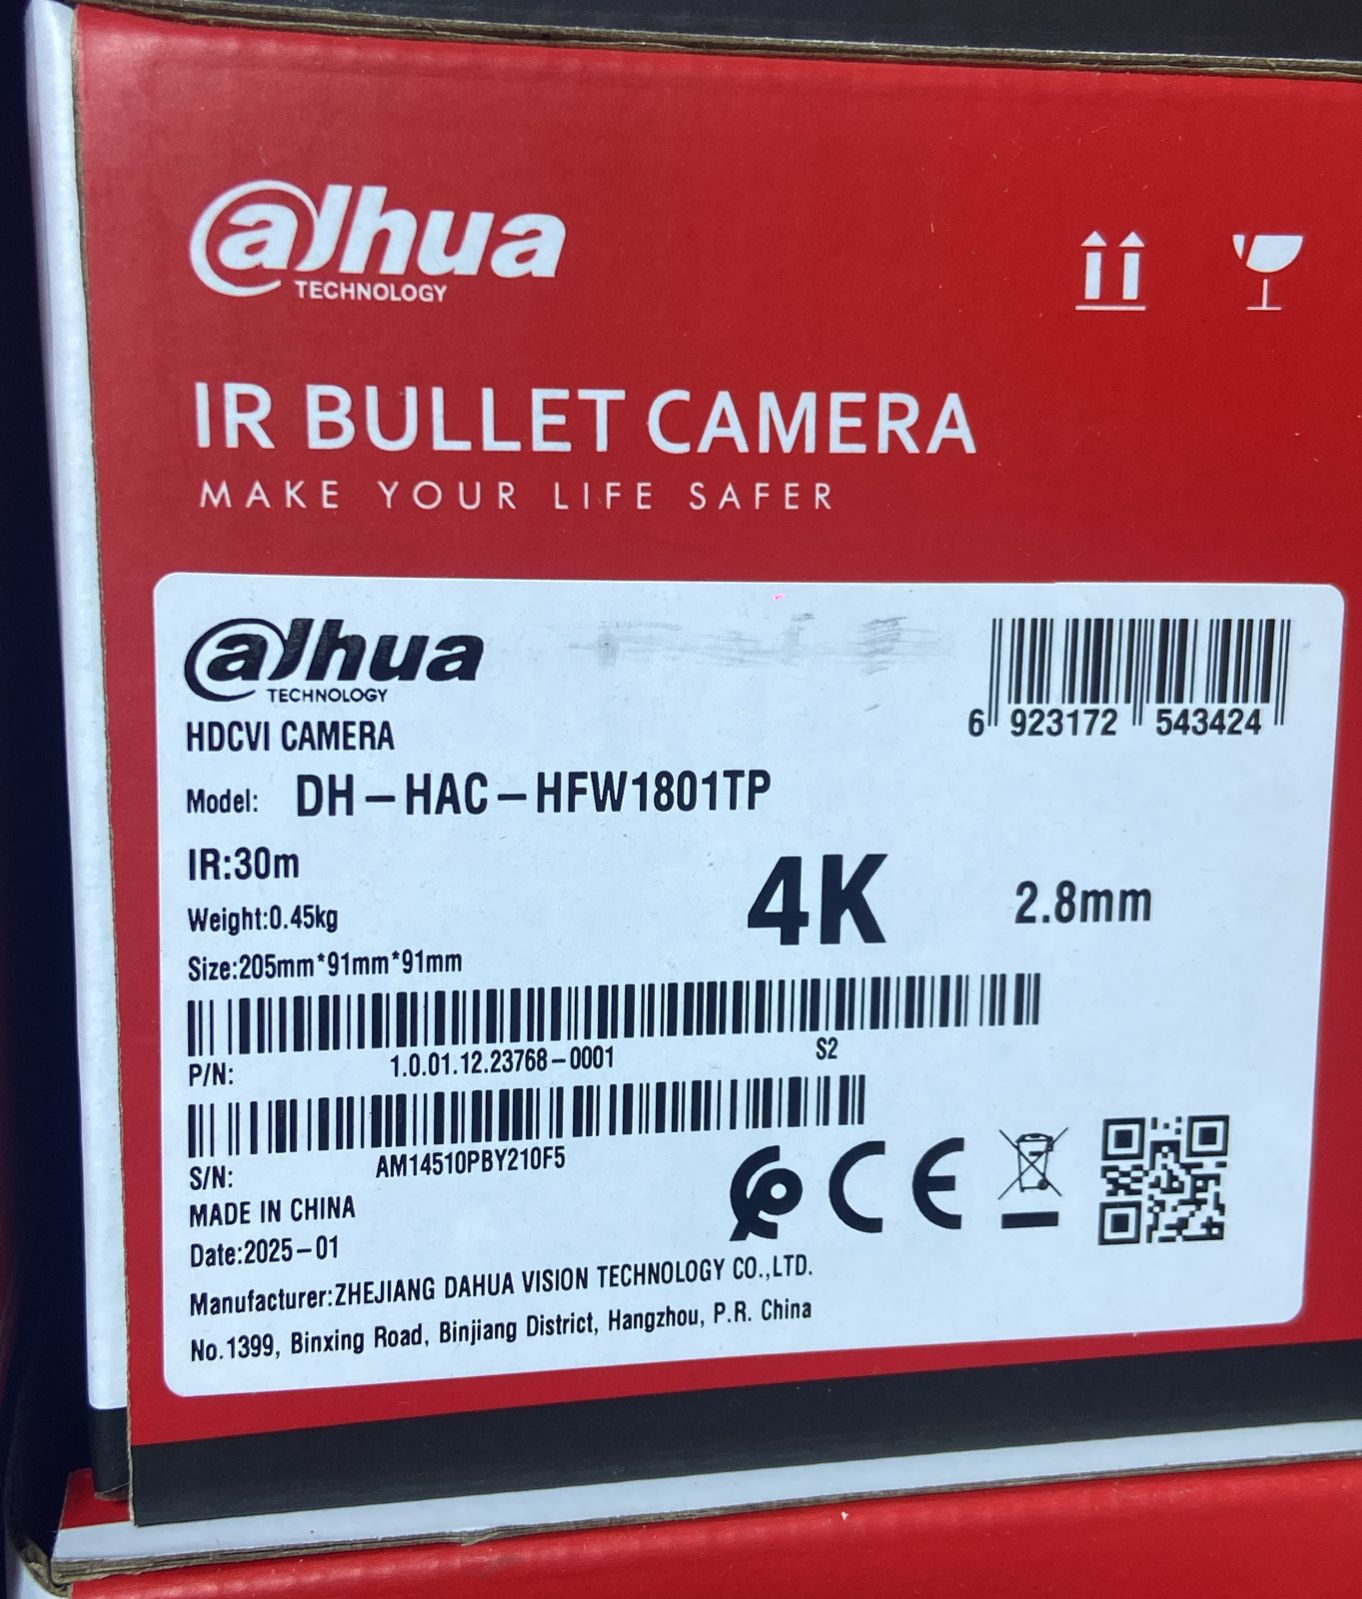 alhua
TECHNOLOGY
IR BULLET CAMERA
MAKE YOUR LIFE SAFER
alhua
TECHNOLOGY
HDCVI CAMERA
6 923172 543424
Model: DH-HAC-HFW1801TP
IR:30m
4K 2.8mm
Weight:0.45kg
Size:205mm*91mm*91mm
P/N: 1.0.01.12.23768-0001 S2
S/N: AM14510PBY210F5
MADE IN CHINA
Date:2025-01
CE
Manufacturer:ZHEJIANG DAHUA VISION TECHNOLOGY CO.,LTD.
No.1399, Binxing Road, Binjiang District, Hangzhou, P.R. China